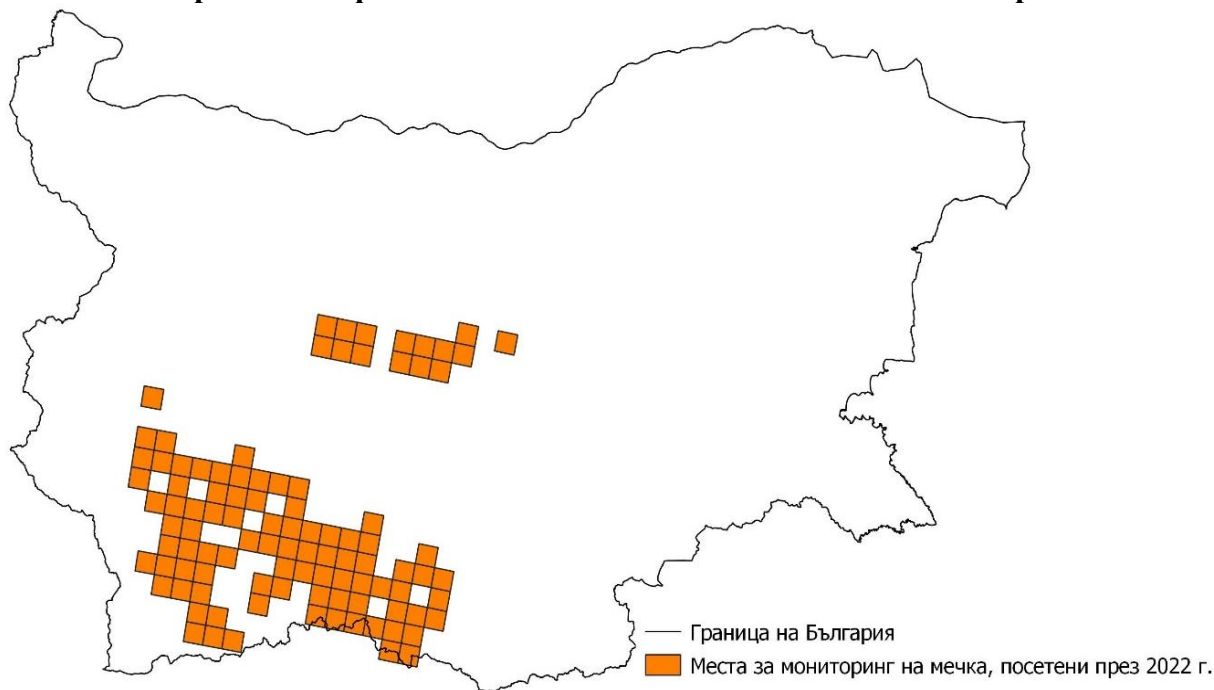 Граница на България
Места за мониторинг на мечка, посетени през 2022 г.